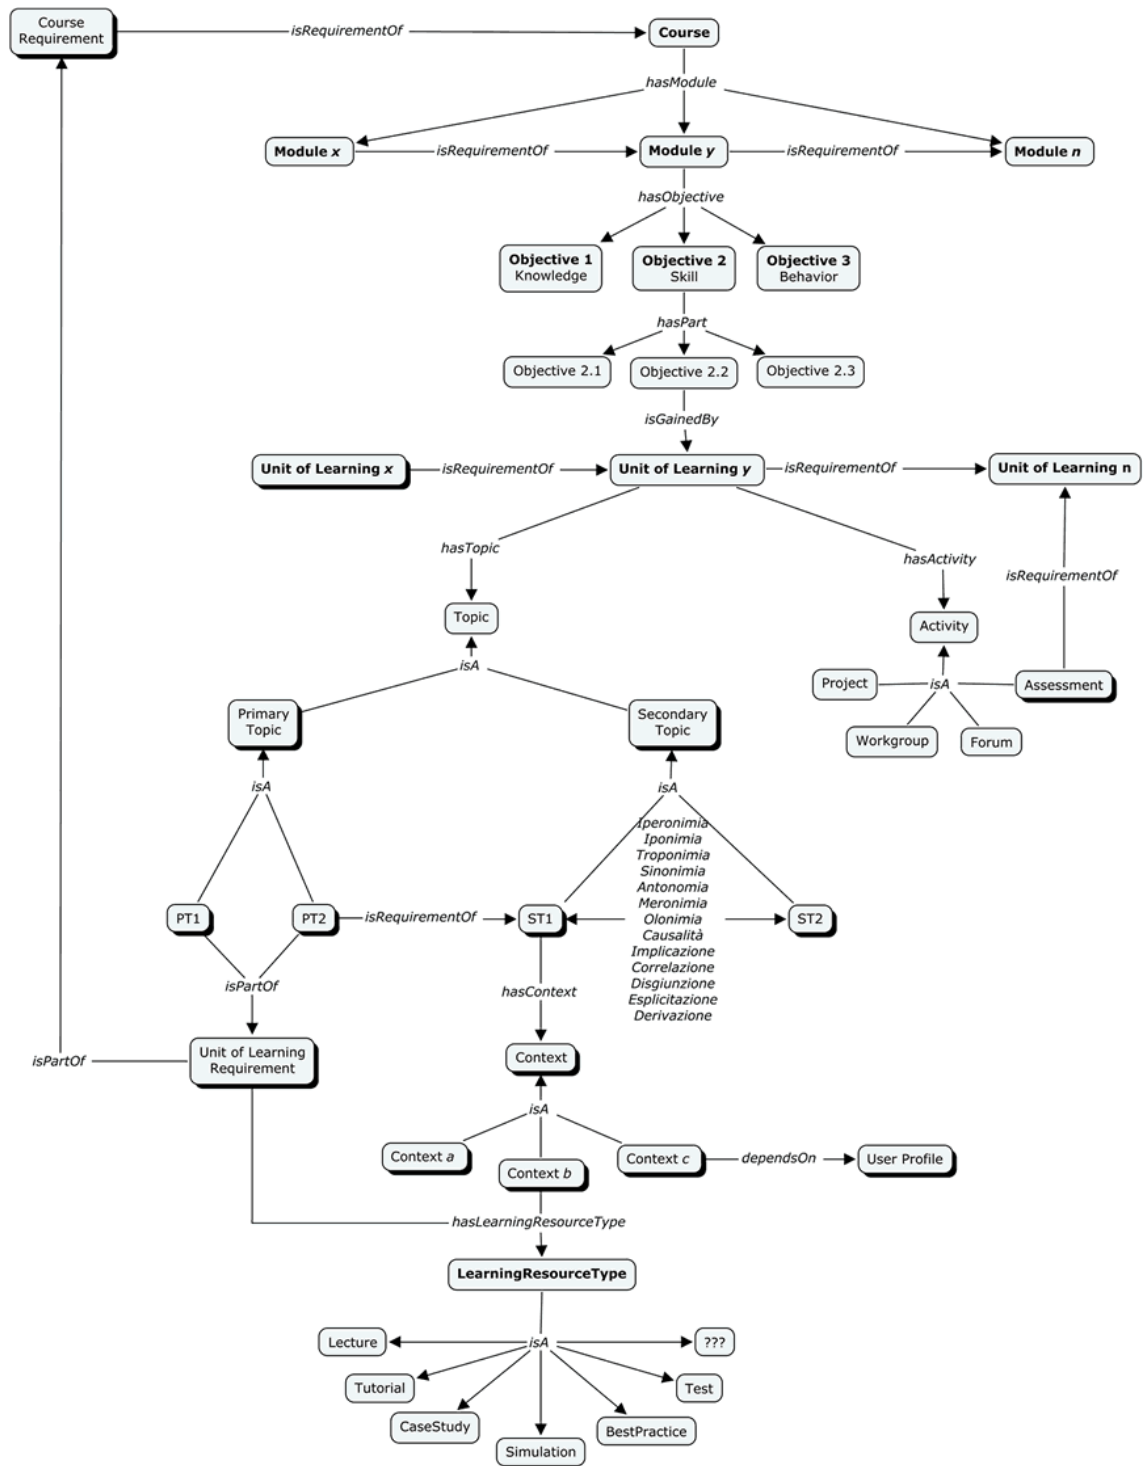 Course
Requirement
isRequirementOf
Course
hasModule
Module x
isRequirementOf
Module y
isRequirementOf
Module n
hasObjective
Objective 1
Knowledge
Objective 2
Skill
Objective 3
Behavior
hasPart
Objective 2.1
Objective 2.2
Objective 2.3
isGainedBy
Unit of Learning x
isRequirementOf
Unit of Learning y
isRequirementOf
Unit of Learning n
hasTopic
hasActivity
isRequirementOf
Topic
Activity
isA
Project
isA
Assessment
Primary
Topic
Secondary
Topic
Workgroup
Forum
isA
isA
Iperonimia
Iponimia
Troponimia
Sinonimia
Antonomia
Meronimia
Olonimia
Causalità
Implicazione
Correlazione
Disgiunzione
Esplicitazione
Derivazione
PT1
PT2
isRequirementOf
ST1
ST2
isPartOf
hasContext
isPartOf
Unit of Learning
Requirement
Context
isA
Context a
Context b
Context c
dependsOn
User Profile
hasLearningResourceType
LearningResourceType
Lecture
isA
???
Tutorial
Test
CaseStudy
BestPractice
Simulation